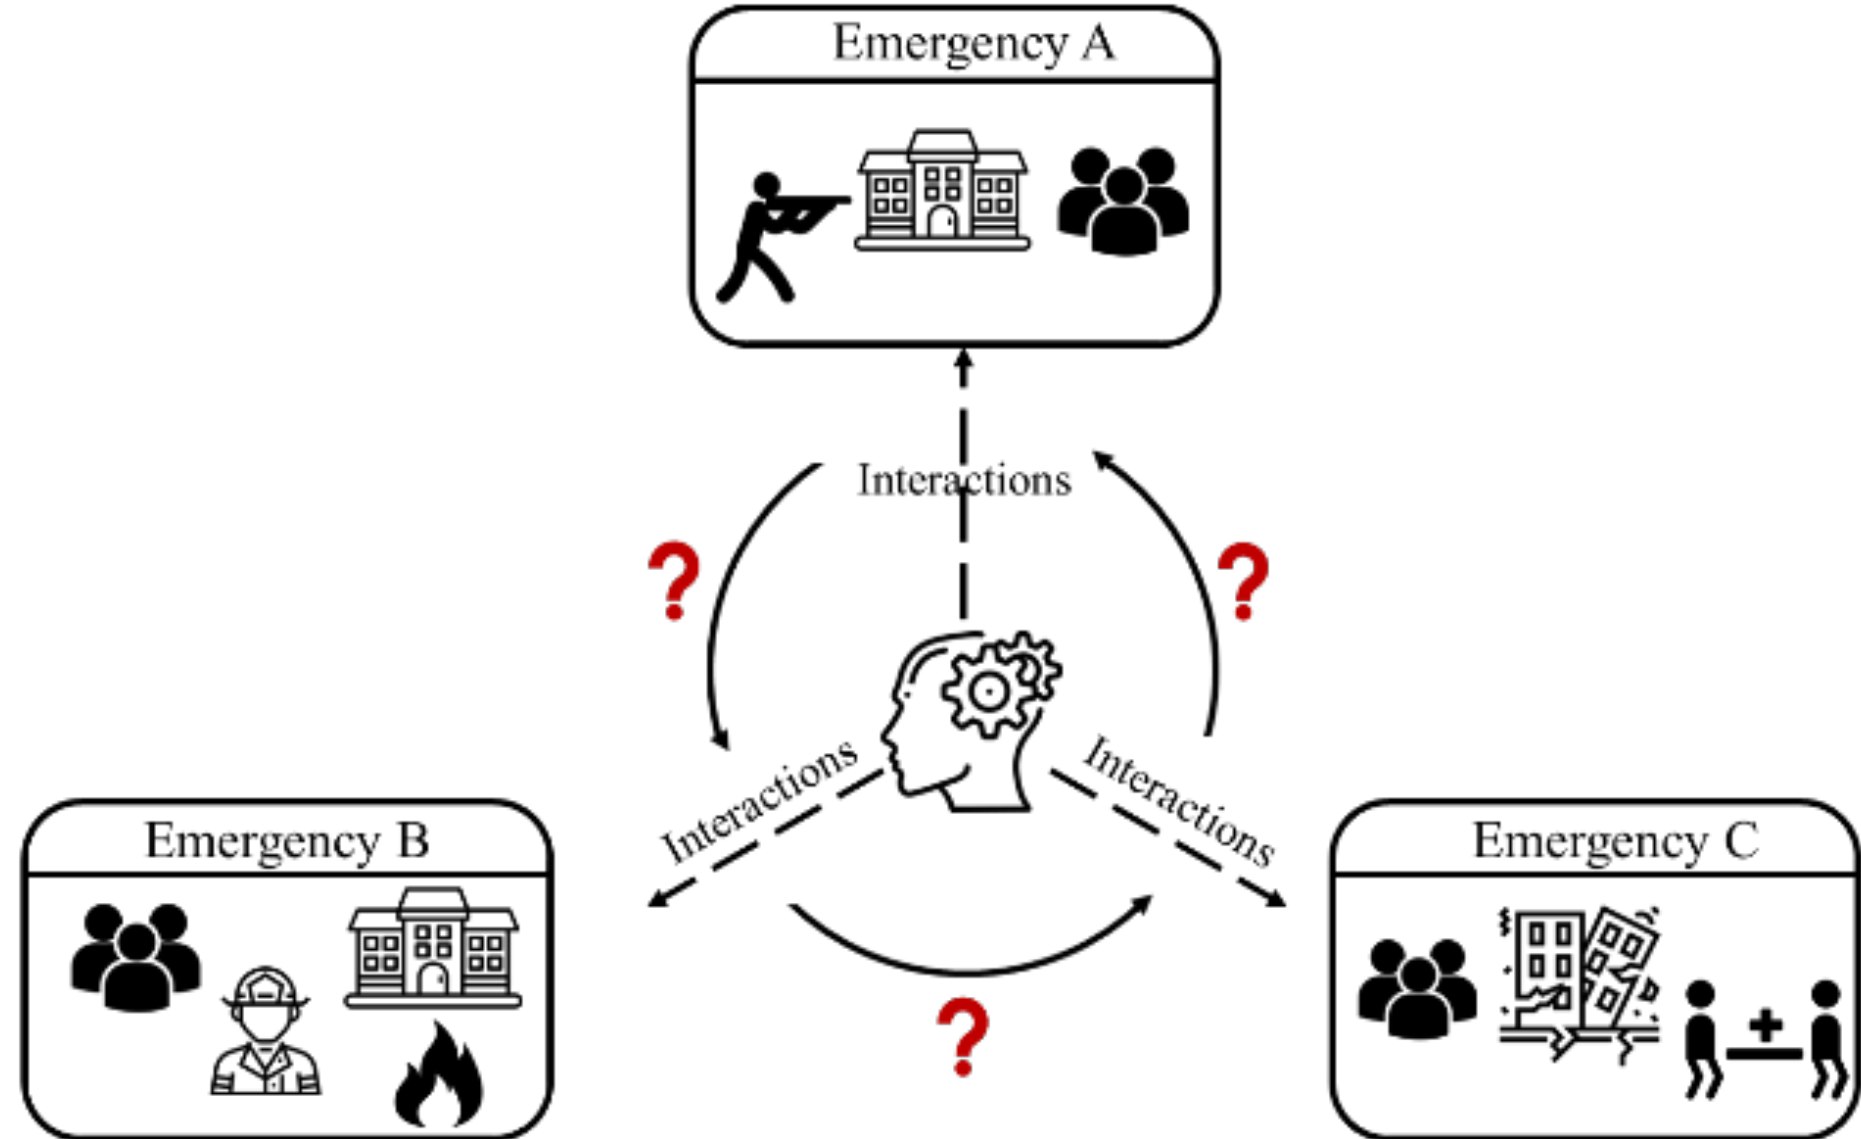 Emergency A
Interactions
?
?
Interactions
Interactions
Emergency B
Emergency C
?